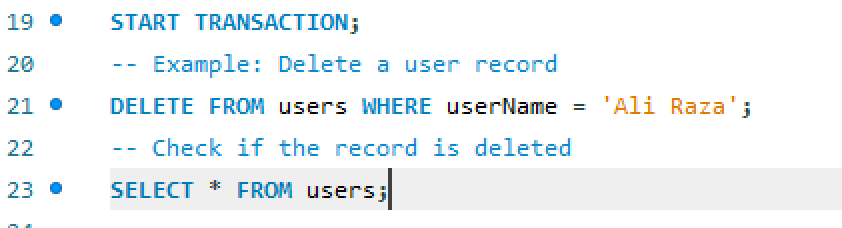 19 START TRANSACTION;
20 -- Example: Delete a user record
21 DELETE FROM users WHERE userName = 'Ali Raza';
22 -- Check if the record is deleted
23 SELECT * FROM users;